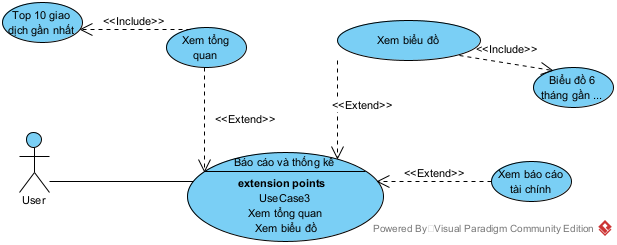 Top 10 giao
dịch gần nhất
<<Include>>
Xem tổng
quan
Xem biểu đồ
<<Include>>
Biểu đồ 6
tháng gần ...
<<Extend>>
<<Extend>>
User
Báo cáo và thống kê
extension points
UseCase3
Xem tổng quan
Xem biểu đồ
<<Extend>>
Xem báo cáo
tài chính
Powered By Visual Paradigm Community Edition